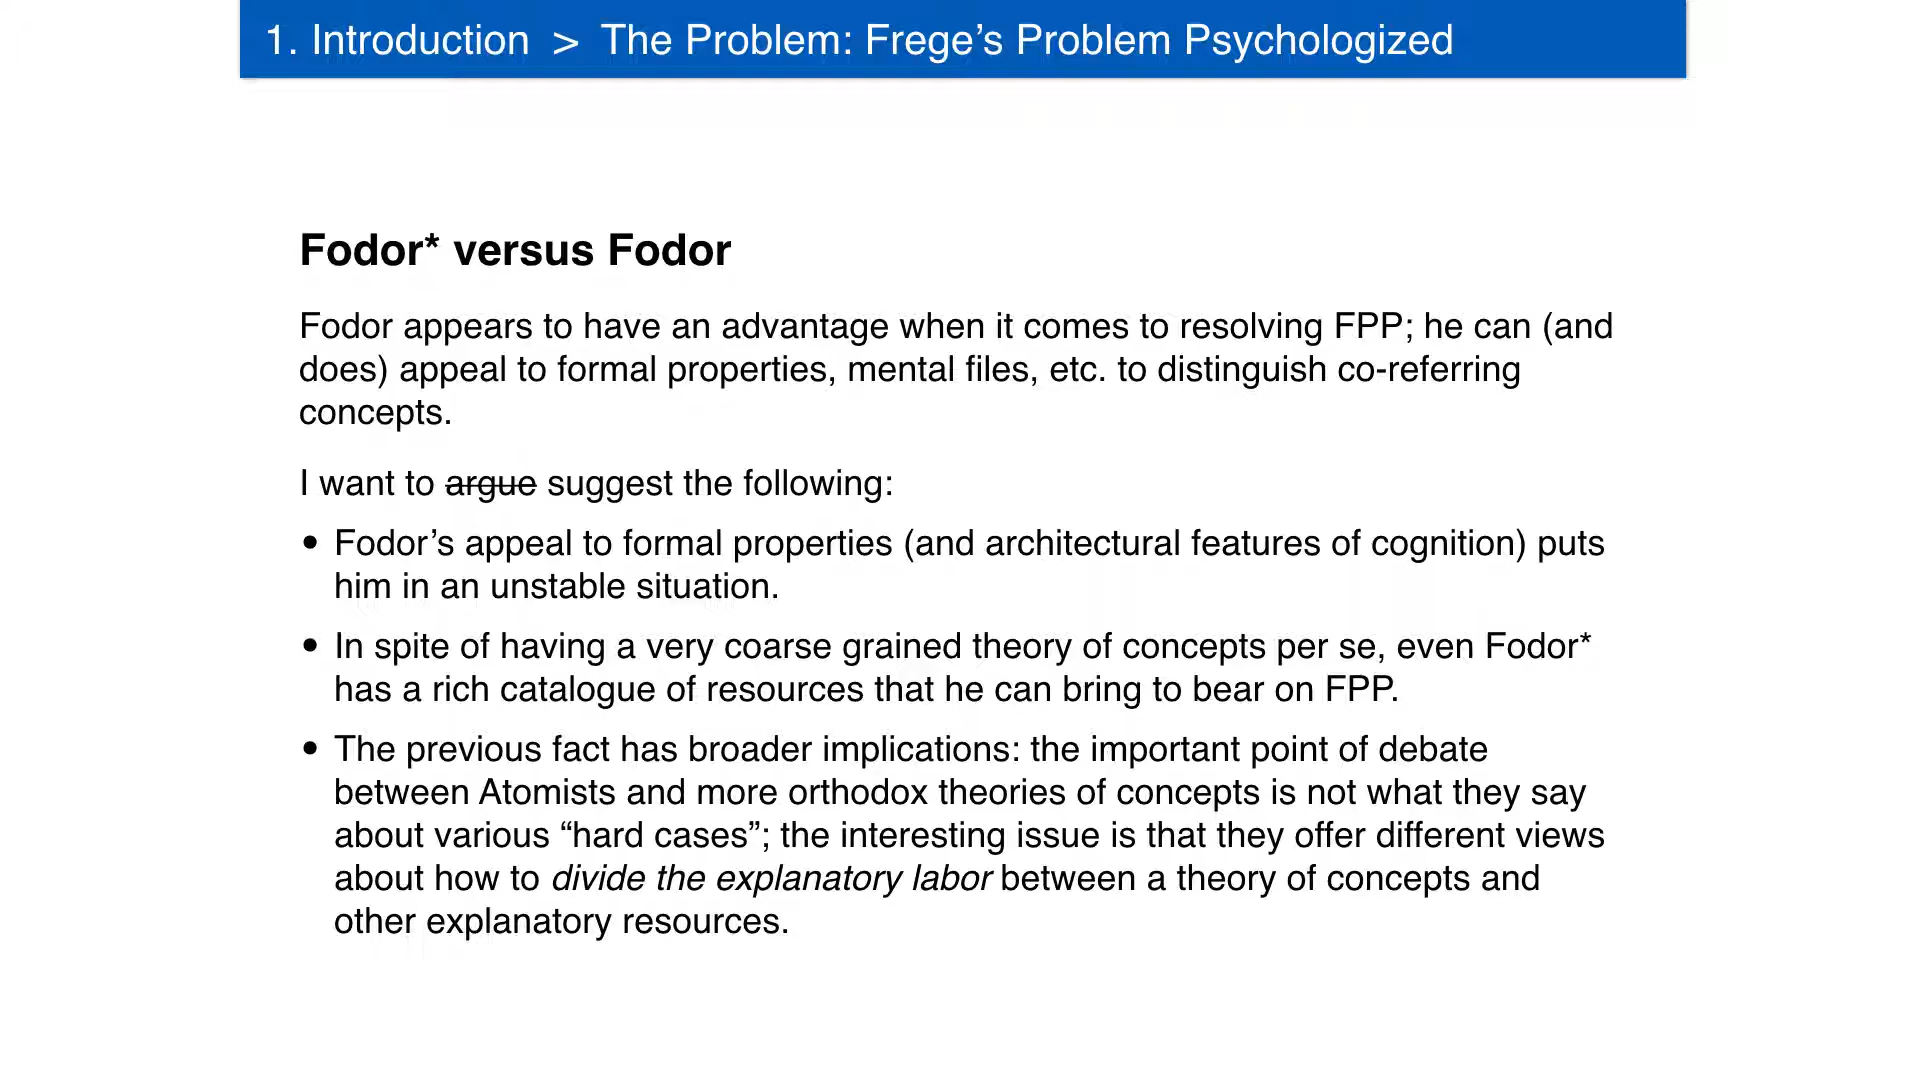 1. Introduction > The Problem: Frege’s Problem Psychologized
Fodor* versus Fodor
Fodor appears to have an advantage when it comes to resolving FPP; he can (and
does) appeal to formal properties, mental files, etc. to distinguish co-referring
concepts.
I want to argue suggest the following:
• Fodor’s appeal to formal properties (and architectural features of cognition) puts
him in an unstable situation.
• In spite of having a very coarse grained theory of concepts per se, even Fodor*
has a rich catalogue of resources that he can bring to bear on FPP.
• The previous fact has broader implications: the important point of debate
between Atomists and more orthodox theories of concepts is not what they say
about various “hard cases”; the interesting issue is that they offer different views
about how to divide the explanatory labor between a theory of concepts and
other explanatory resources.